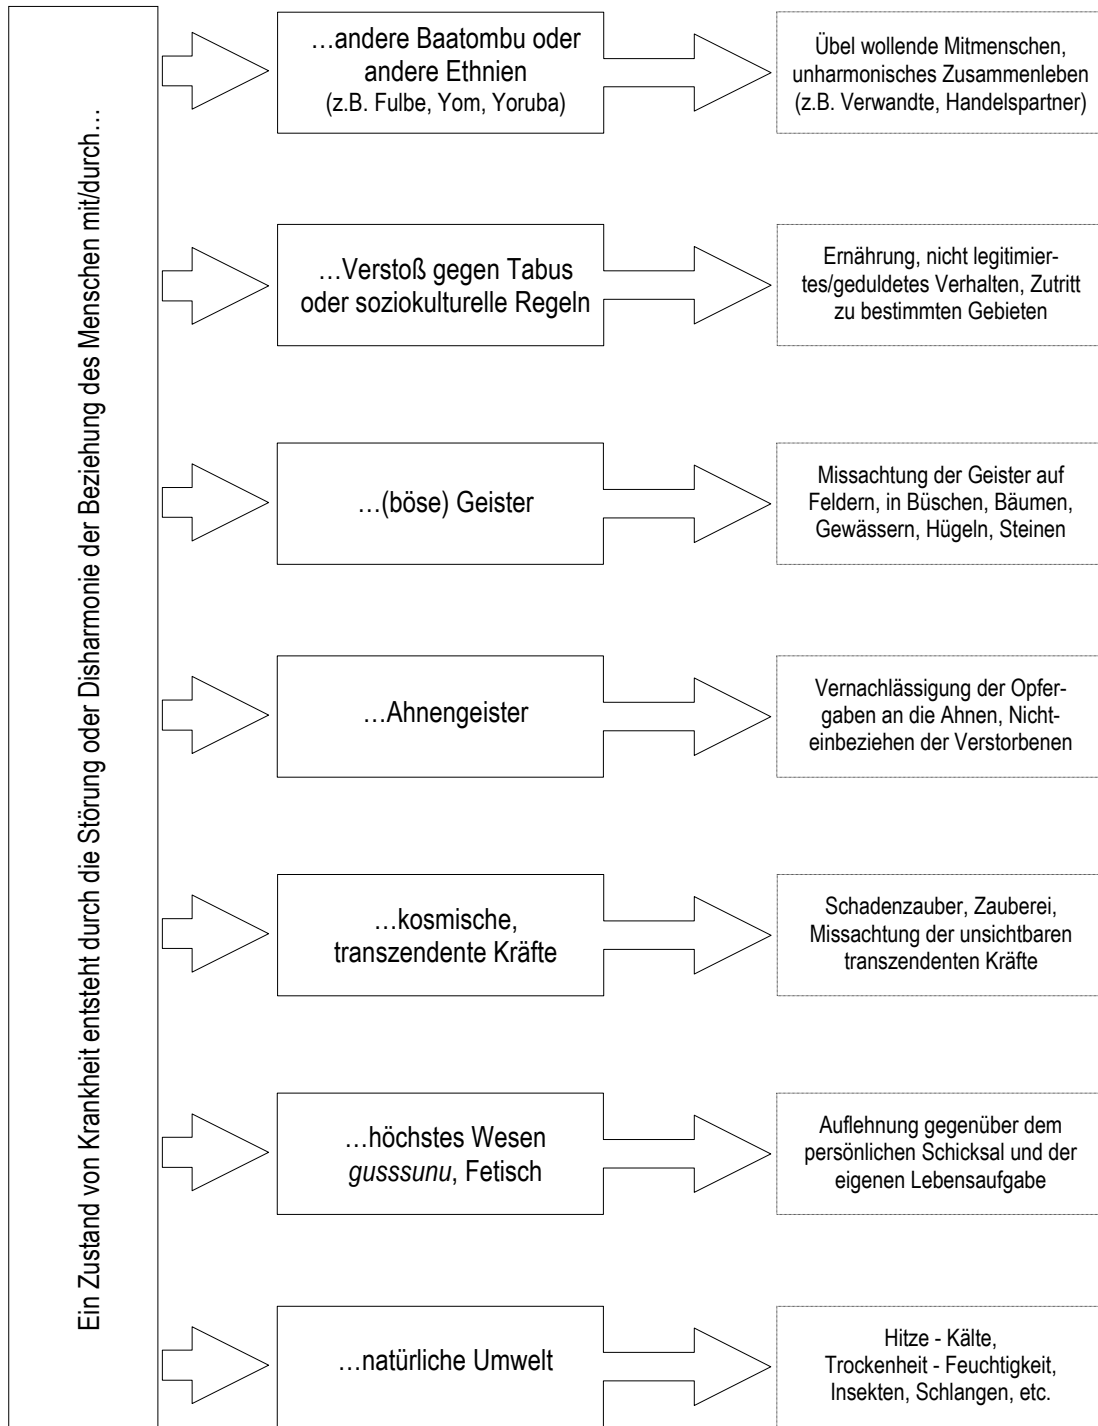 Ein Zustand von Krankheit entsteht durch die Störung oder Disharmonie der Beziehung des Menschen mit/durch…
…andere Baatombu oder
andere Ethnien
(z.B. Fulbe, Yom, Yoruba)
Übel wollende Mitmenschen,
unharmonisches Zusammenleben
(z.B. Verwandte, Handelspartner)
…Verstoß gegen Tabus
oder soziokulturelle Regeln
Ernährung, nicht legitimier-
tes/geduldetes Verhalten, Zutritt
zu bestimmten Gebieten
…(böse) Geister
Missachtung der Geister auf
Feldern, in Büschen, Bäumen,
Gewässern, Hügeln, Steinen
…Ahnengeister
Vernachlässigung der Opfer-
gaben an die Ahnen, Nicht-
einbeziehen der Verstorbenen
…kosmische,
transzendente Kräfte
Schadenzauber, Zauberei,
Missachtung der unsichtbaren
transzendenten Kräfte
…höchstes Wesen
gusssunu, Fetisch
Auflehnung gegenüber dem
persönlichen Schicksal und der
eigenen Lebensaufgabe
…natürliche Umwelt
Hitze - Kälte,
Trockenheit - Feuchtigkeit,
Insekten, Schlangen, etc.